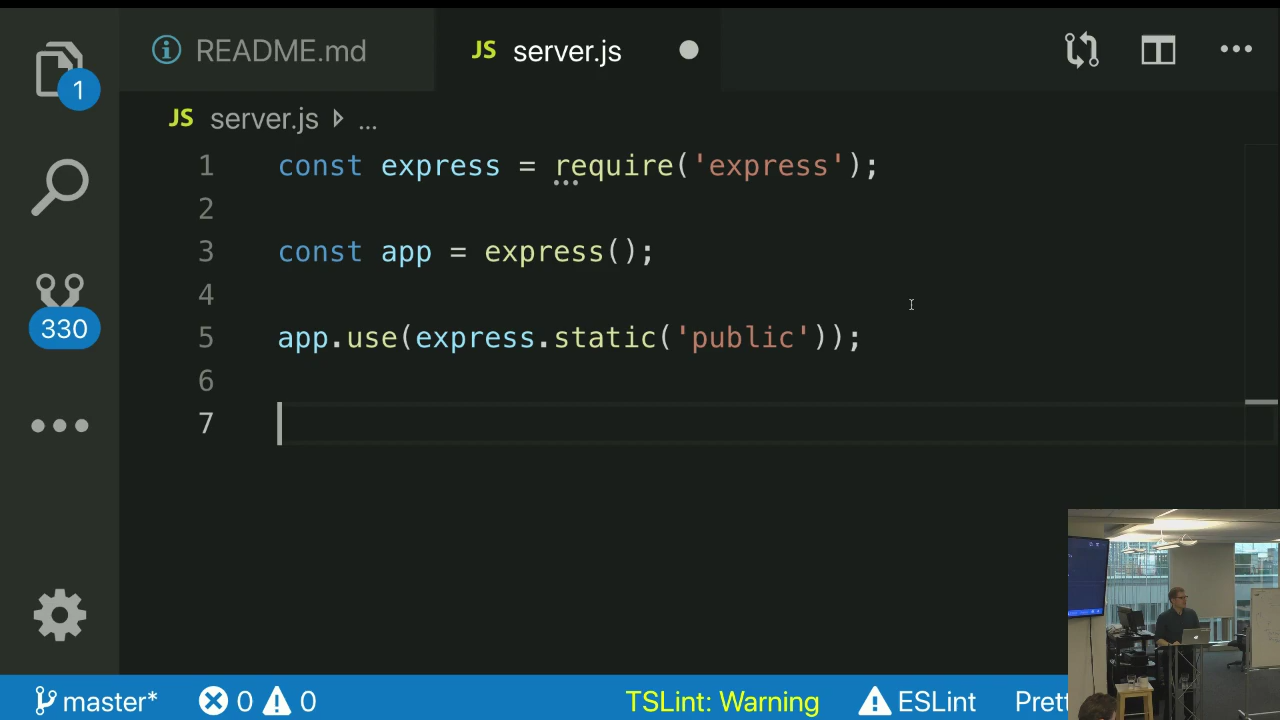 README.md
JS server.js
1
JS server.js ...
1 const express = require('express');
2
3 const app = express();
4
5 app.use(express.static('public'));
6
7
330
master* 0 0 TSLint: Warning ESLint Prett